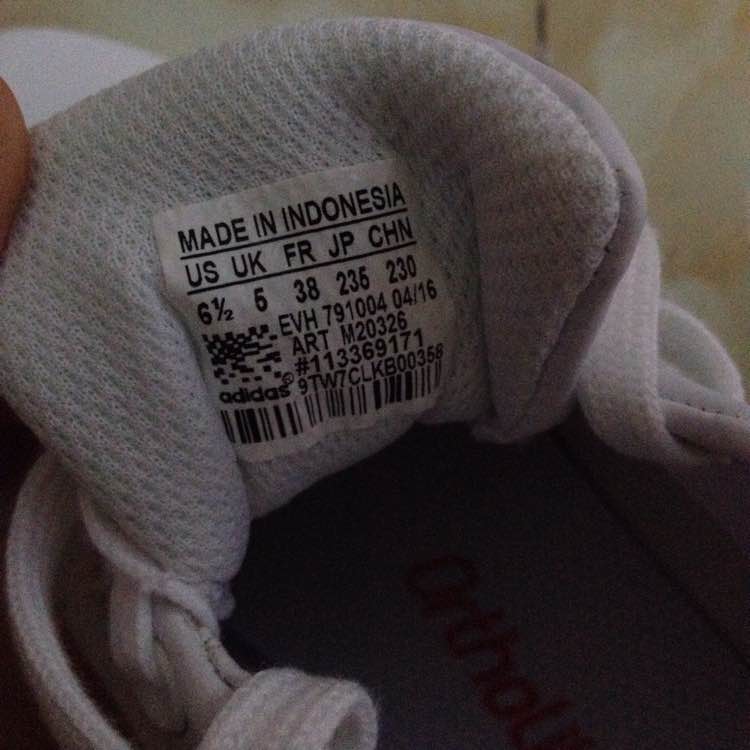 MADE IN INDONESIA
US UK FR JP CHN
6½ 5 38 235 230
EVH 791004 04/16
ART M20326
#113369171
adidas® 9TW7CLKB00358
Ortholi